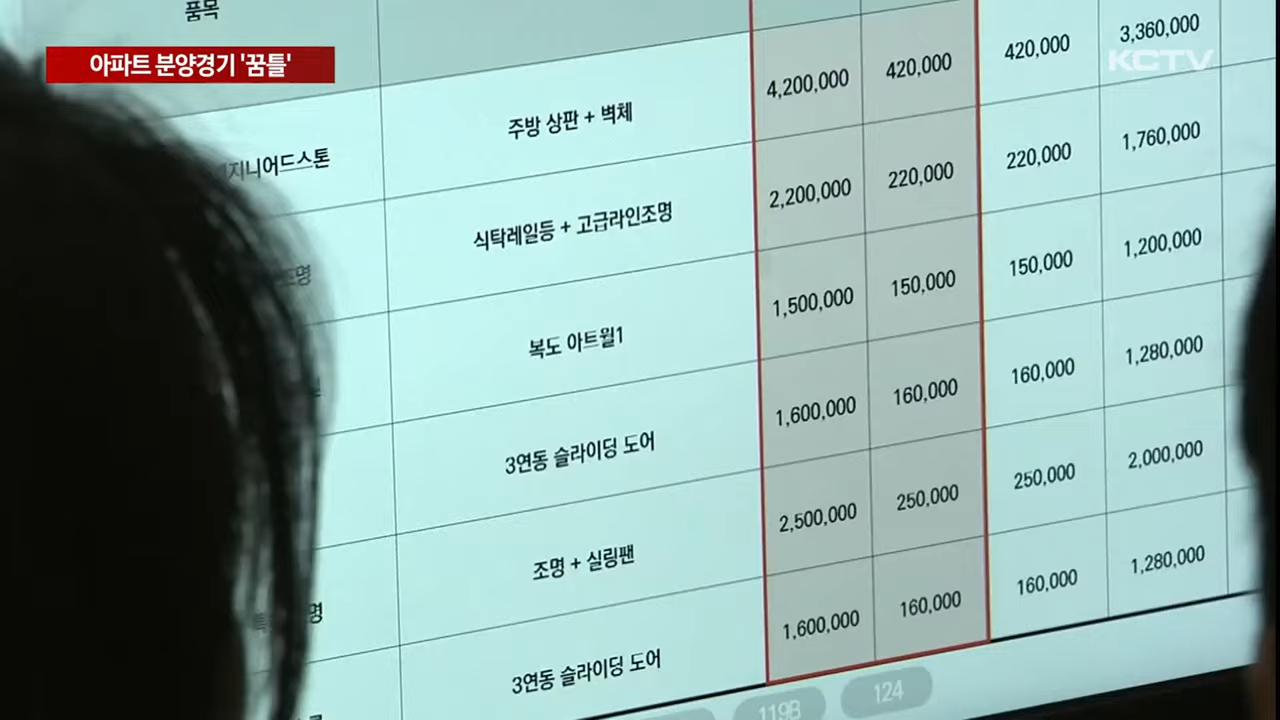 품목
아파트 분양경기 '꿈틀'
KCTV
주방 상판 + 벽체 4,200,000 420,000 420,000 3,360,000
식탁레일등 + 고급라인조명 2,200,000 220,000 220,000 1,760,000
복도 아트월1 1,500,000 150,000 150,000 1,200,000
3연동 슬라이딩 도어 1,600,000 160,000 160,000 1,280,000
조명 + 실링팬 2,500,000 250,000 250,000 2,000,000
3연동 슬라이딩 도어 1,600,000 160,000 160,000 1,280,000
119B 124